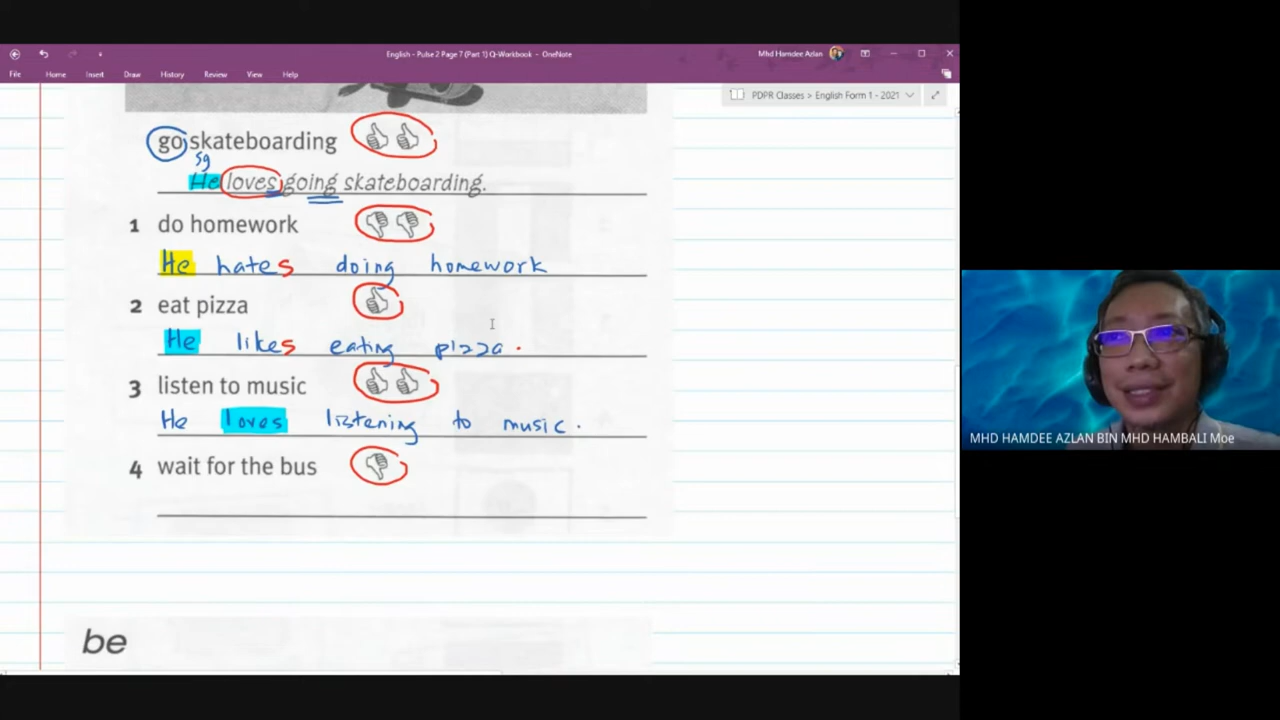 English - Pulse 2 Page 7 (Part 1) Q-Workbook - OneNote
Mhd Hamdee Azlan
File Home Insert Draw History Review View Help
PDPR Classes > English Form 1 - 2021
go skateboarding
sg
He loves going skateboarding.
1 do homework
He hates doing homework
2 eat pizza
He likes eating pizza.
3 listen to music
He loves listening to music.
4 wait for the bus
be
MHD HAMDEE AZLAN BIN MHD HAMBALI Moe